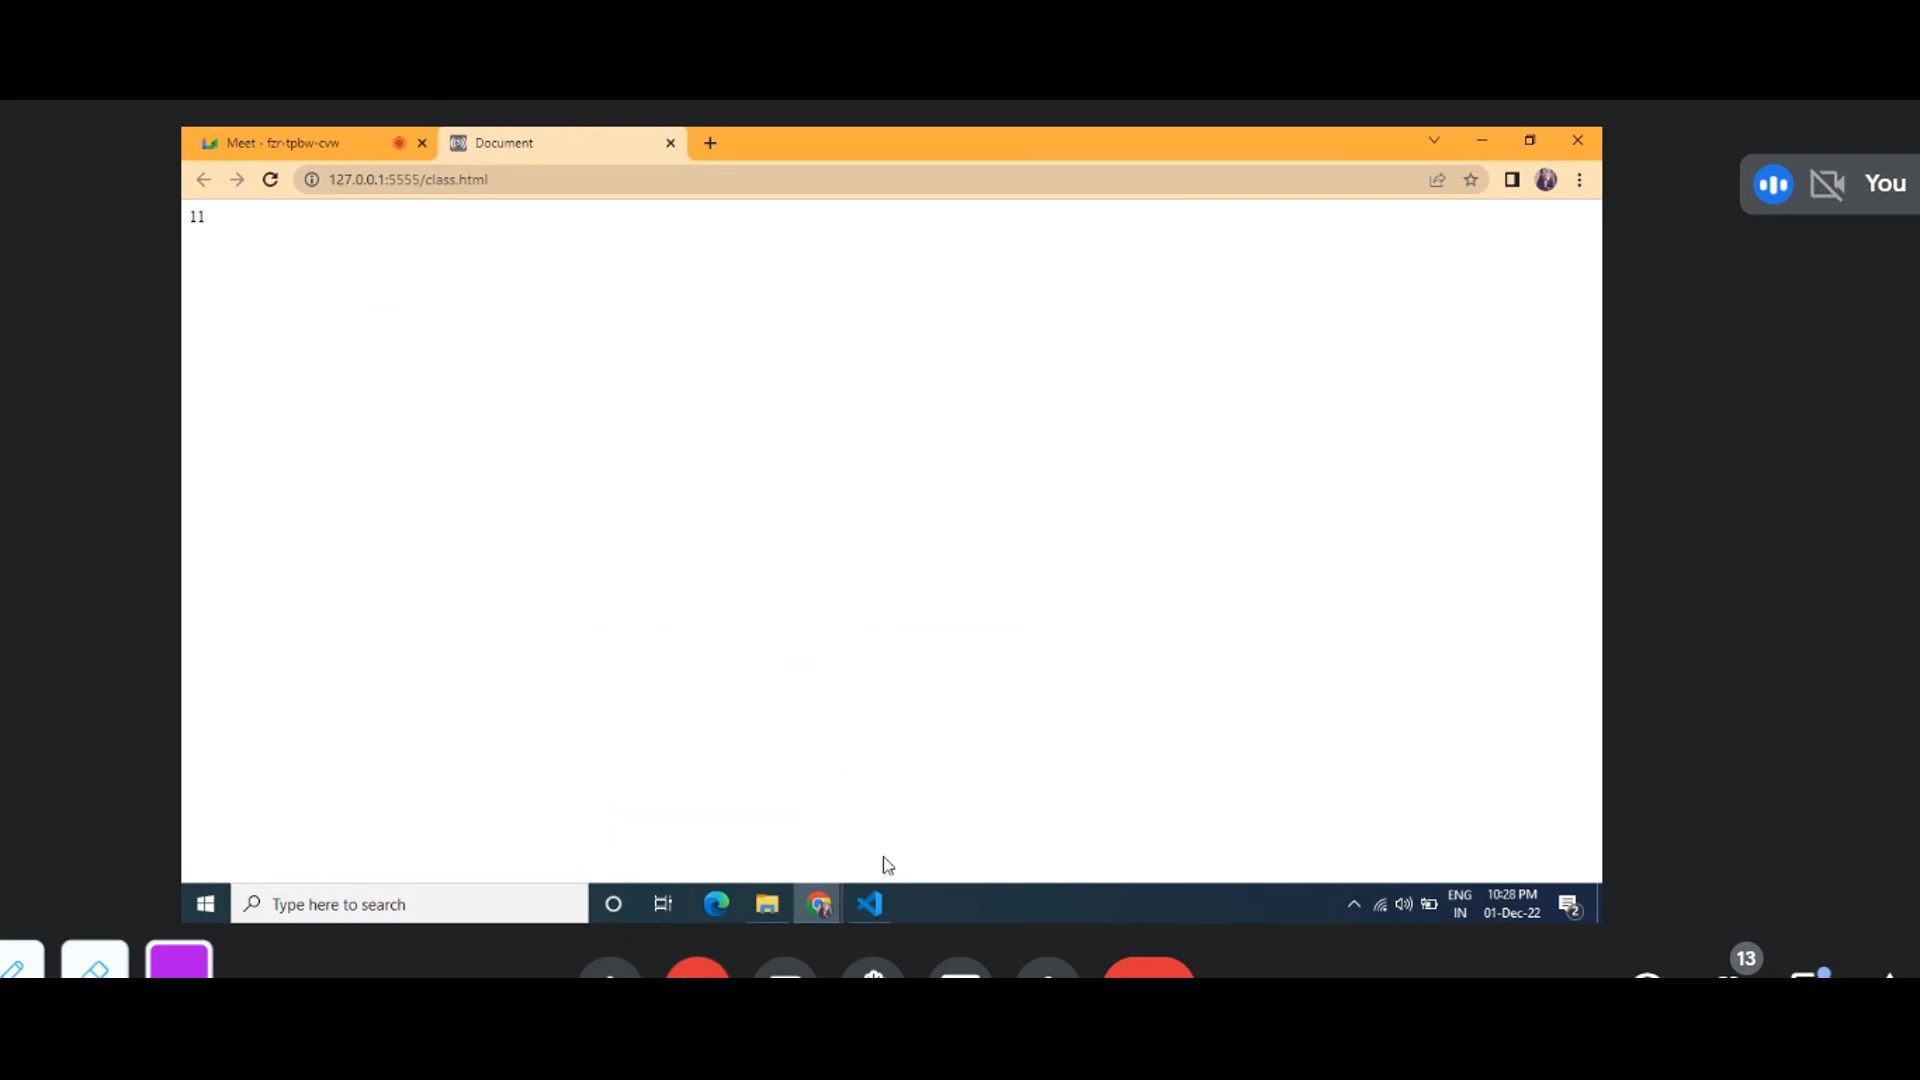 Meet - fzr-tpbw-cvw
Document
127.0.0.1:5555/class.html
You
11
Type here to search
ENG
IN
10:28 PM
01-Dec-22
2
13